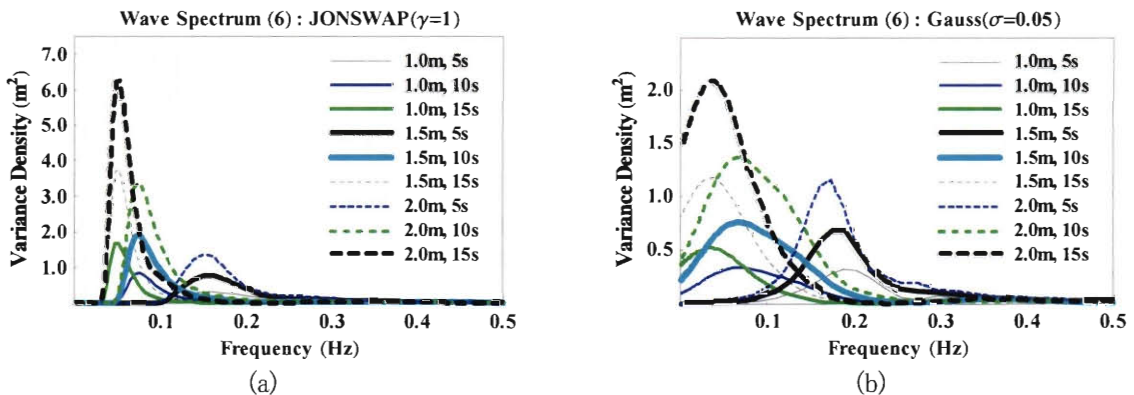 Wave Spectrum (6) : JONSWAP(γ=1)
7.0
6.0
5.0
4.0
3.0
2.0
1.0
Variance Density (m²)
1.0m, 5s
1.0m, 10s
1.0m, 15s
1.5m, 5s
1.5m, 10s
1.5m, 15s
2.0m, 5s
2.0m, 10s
2.0m, 15s
0.1 0.2 0.3 0.4 0.5
Frequency (Hz)
(a)
Wave Spectrum (6) : Gauss(σ=0.05)
2.0
1.5
1.0
0.5
Variance Density (m²)
1.0m, 5s
1.0m, 10s
1.0m, 15s
1.5m, 5s
1.5m, 10s
1.5m, 15s
2.0m, 5s
2.0m, 10s
2.0m, 15s
0.1 0.2 0.3 0.4 0.5
Frequency (Hz)
(b)